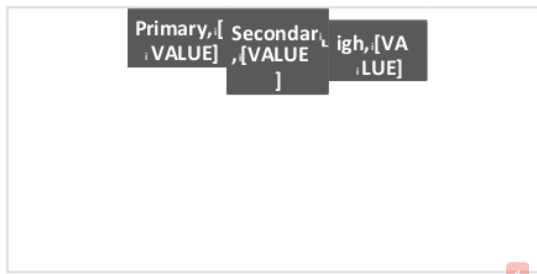 Primary, [
VALUE]
Secondar
, [VALUE
]
igh, [VA
LUE]